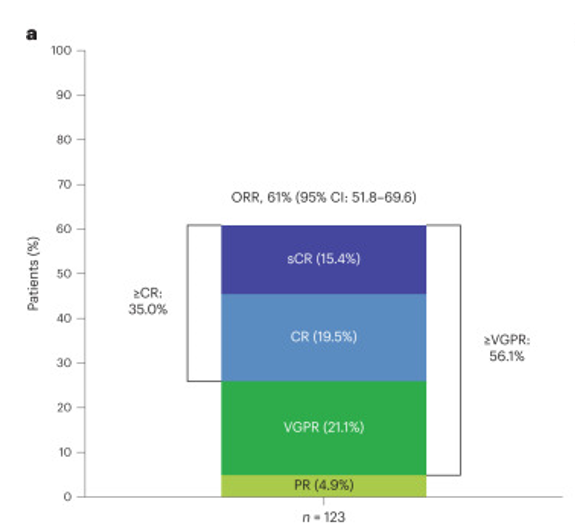 a
100
90
80
70
60
50
40
30
20
10
0
Patients (%)
ORR, 61% (95% CI: 51.8–69.6)
sCR (15.4%)
≥CR:
35.0%
CR (19.5%)
≥VGPR:
56.1%
VGPR (21.1%)
PR (4.9%)
n = 123